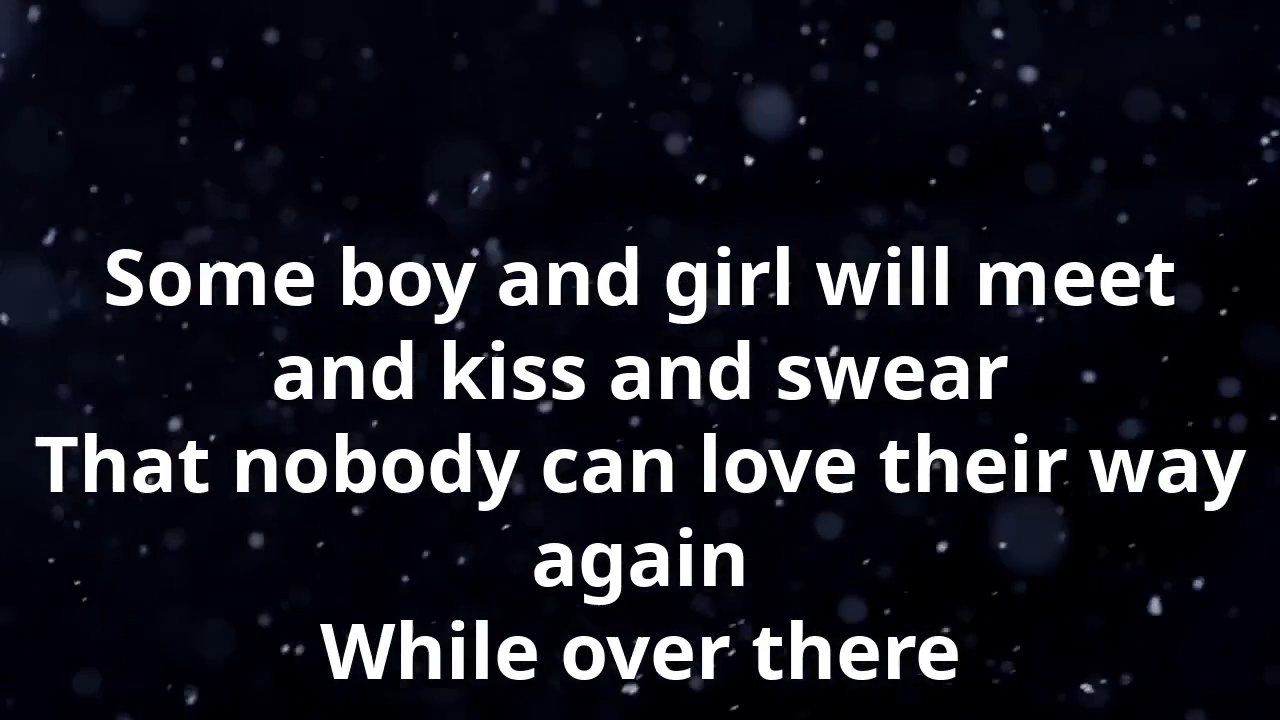 Some boy and girl will meet
and kiss and swear
That nobody can love their way
again
While over there